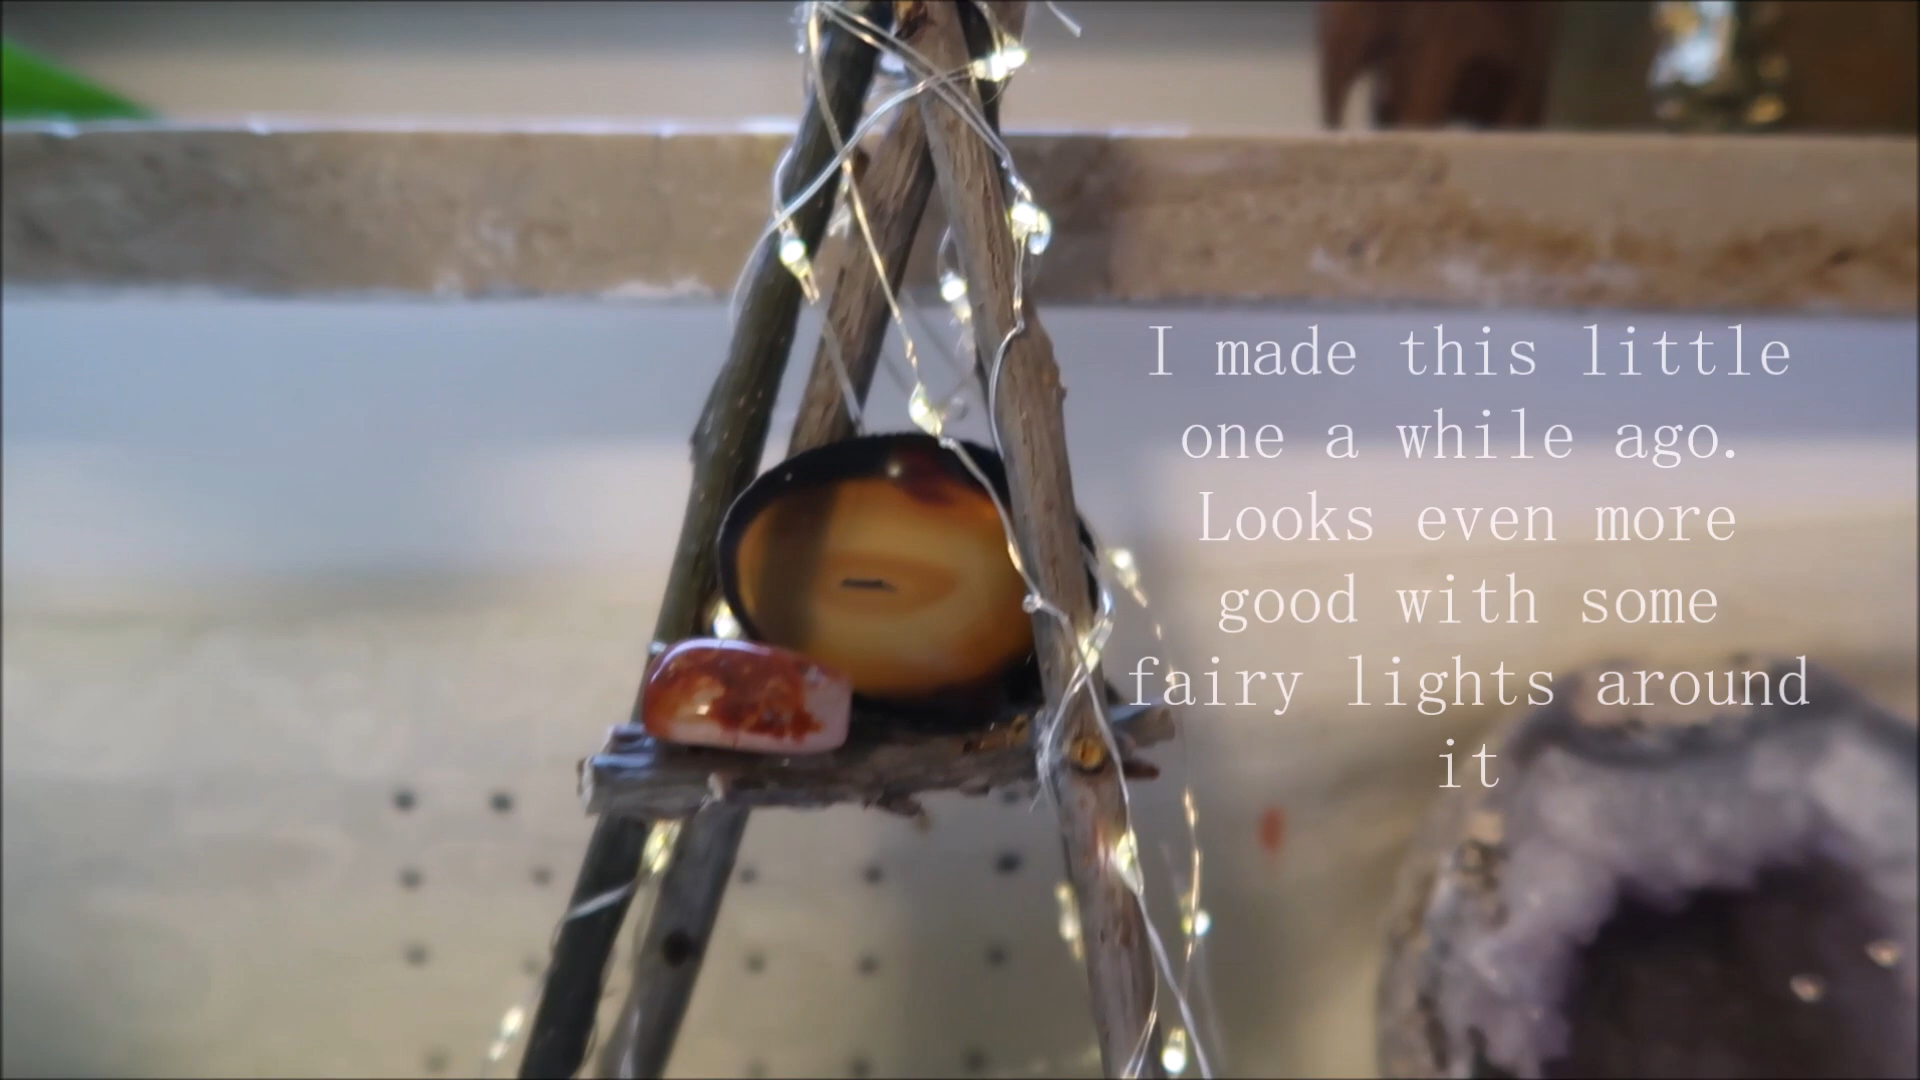 I made this little
one a while ago.
Looks even more
good with some
fairy lights around
it